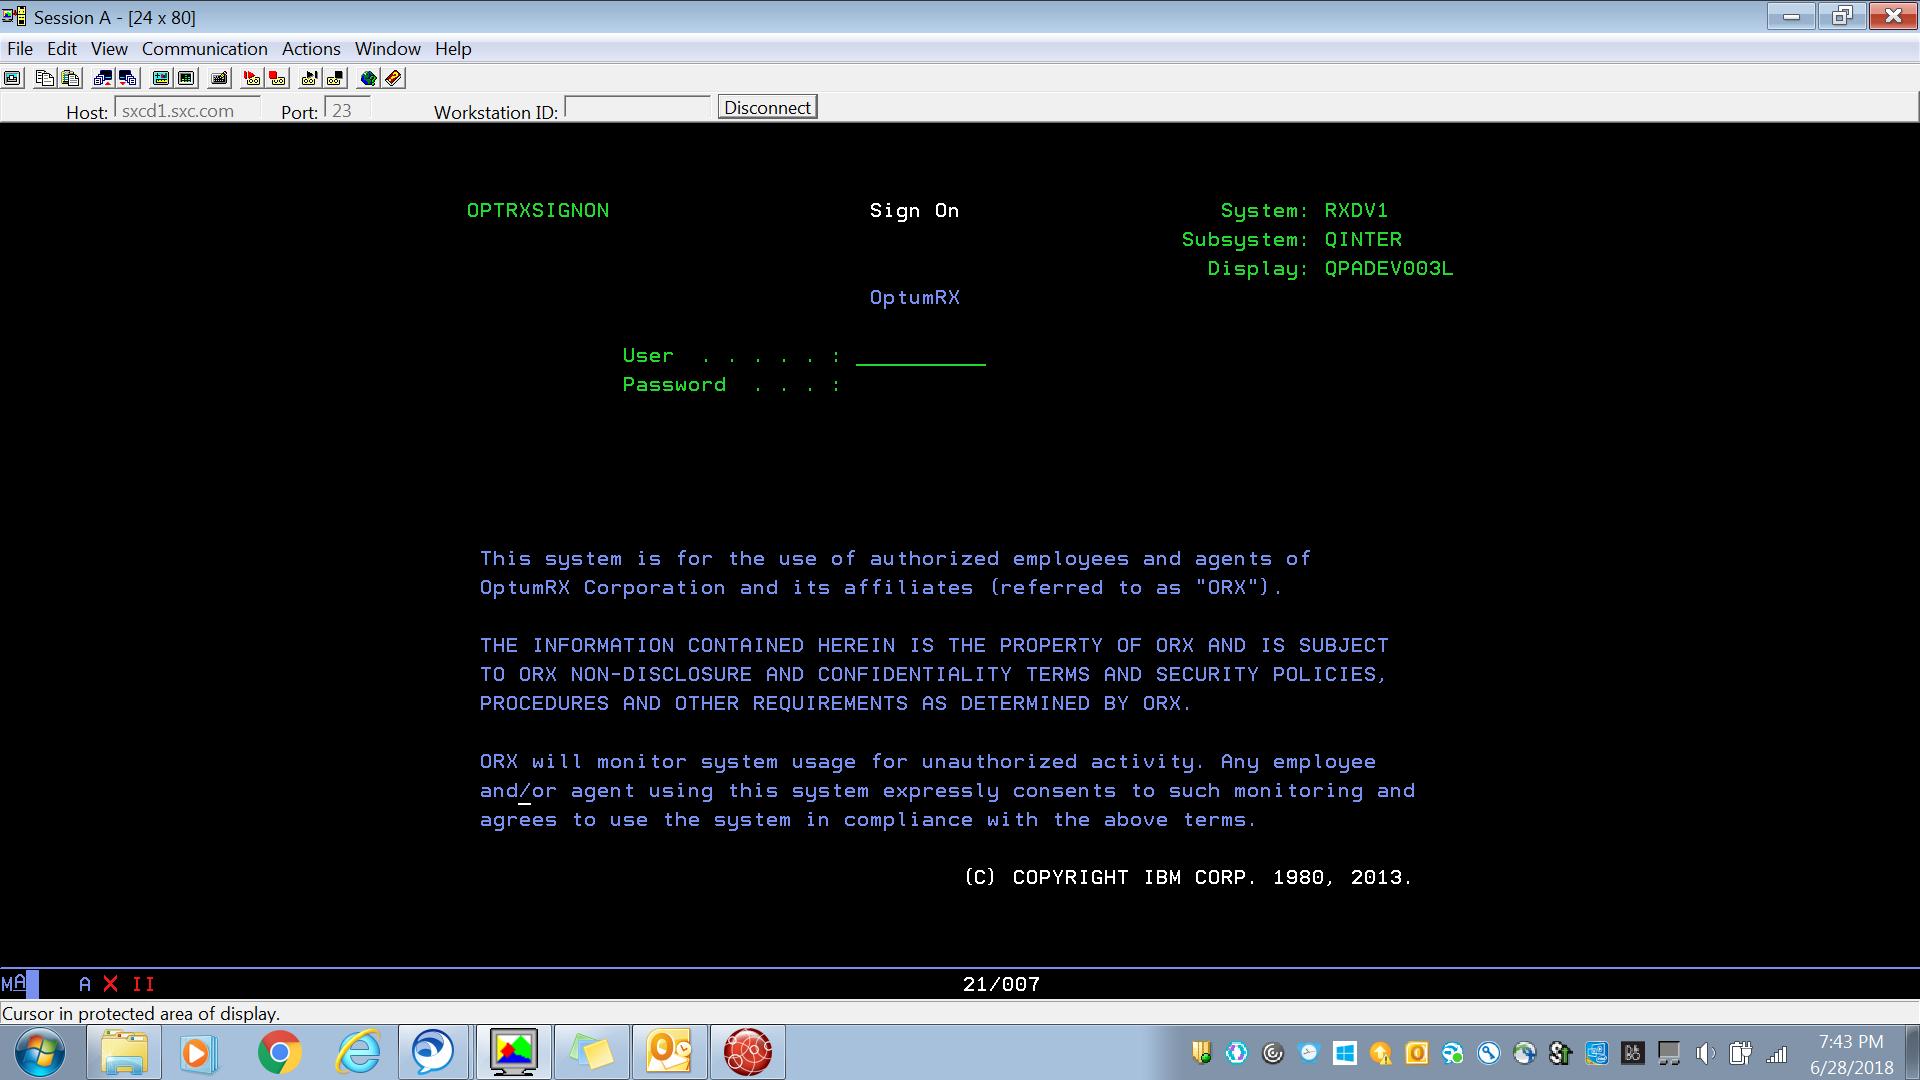 Session A - [24 x 80]
File Edit View Communication Actions Window Help
Host: sxcd1.sxc.com Port: 23 Workstation ID: Disconnect
OPTRXSIGNON Sign On System: RXDV1
Subsystem: QINTER
Display: QPADEV003L
OptumRX
User . . . . . :
Password . . . :
This system is for the use of authorized employees and agents of
OptumRX Corporation and its affiliates (referred to as "ORX").
THE INFORMATION CONTAINED HEREIN IS THE PROPERTY OF ORX AND IS SUBJECT
TO ORX NON-DISCLOSURE AND CONFIDENTIALITY TERMS AND SECURITY POLICIES,
PROCEDURES AND OTHER REQUIREMENTS AS DETERMINED BY ORX.
ORX will monitor system usage for unauthorized activity. Any employee
and/or agent using this system expressly consents to such monitoring and
agrees to use the system in compliance with the above terms.
(C) COPYRIGHT IBM CORP. 1980, 2013.
MA A X II 21/007
Cursor in protected area of display.
7:43 PM
6/28/2018